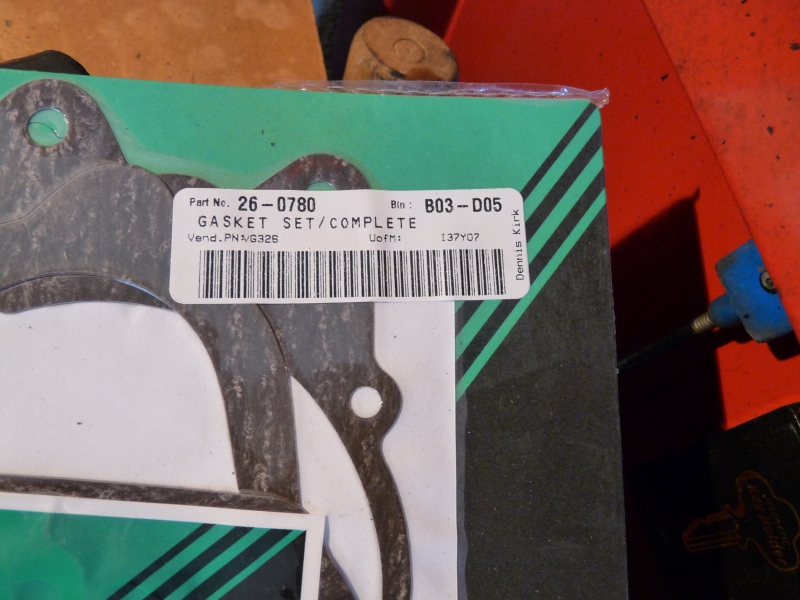 Part No. 26-0780 Bin: B03-D05
GASKET SET/COMPLETE
Vend.PN:VG326 UofM: I37Y07
Dennis Kirk